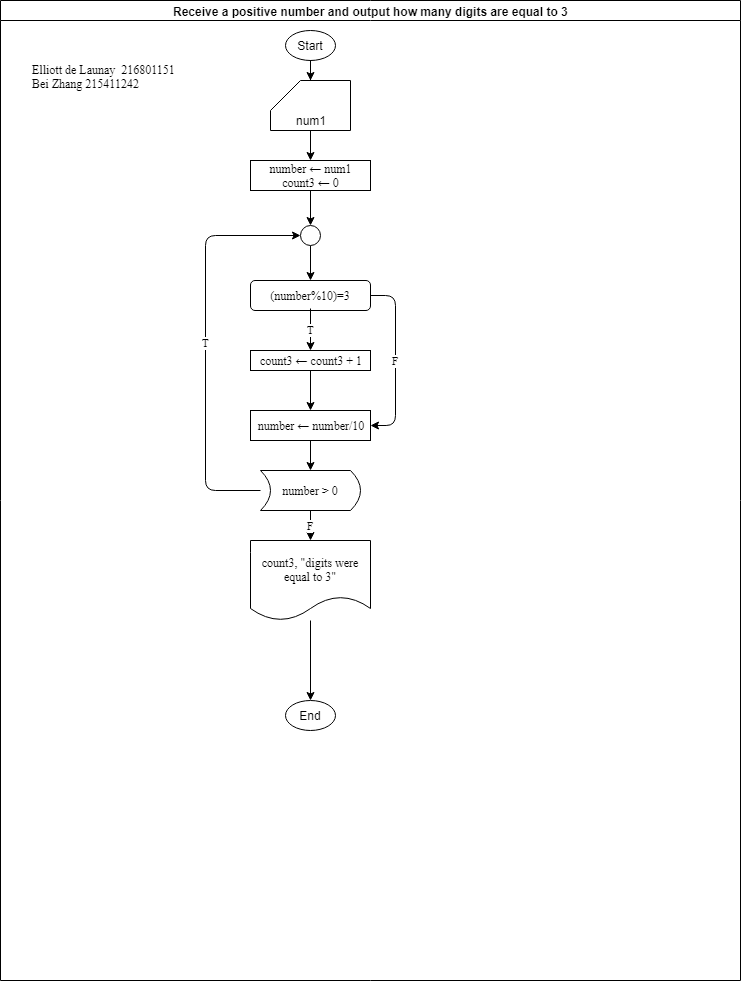 Receive a positive number and output how many digits are equal to 3
Start
Elliott de Launay  216801151
Bei Zhang 215411242
num1
number ← num1
count3 ← 0
(number%10)=3
T
T
count3 ← count3 + 1
F
number ← number/10
number > 0
F
count3, "digits were
equal to 3"
End